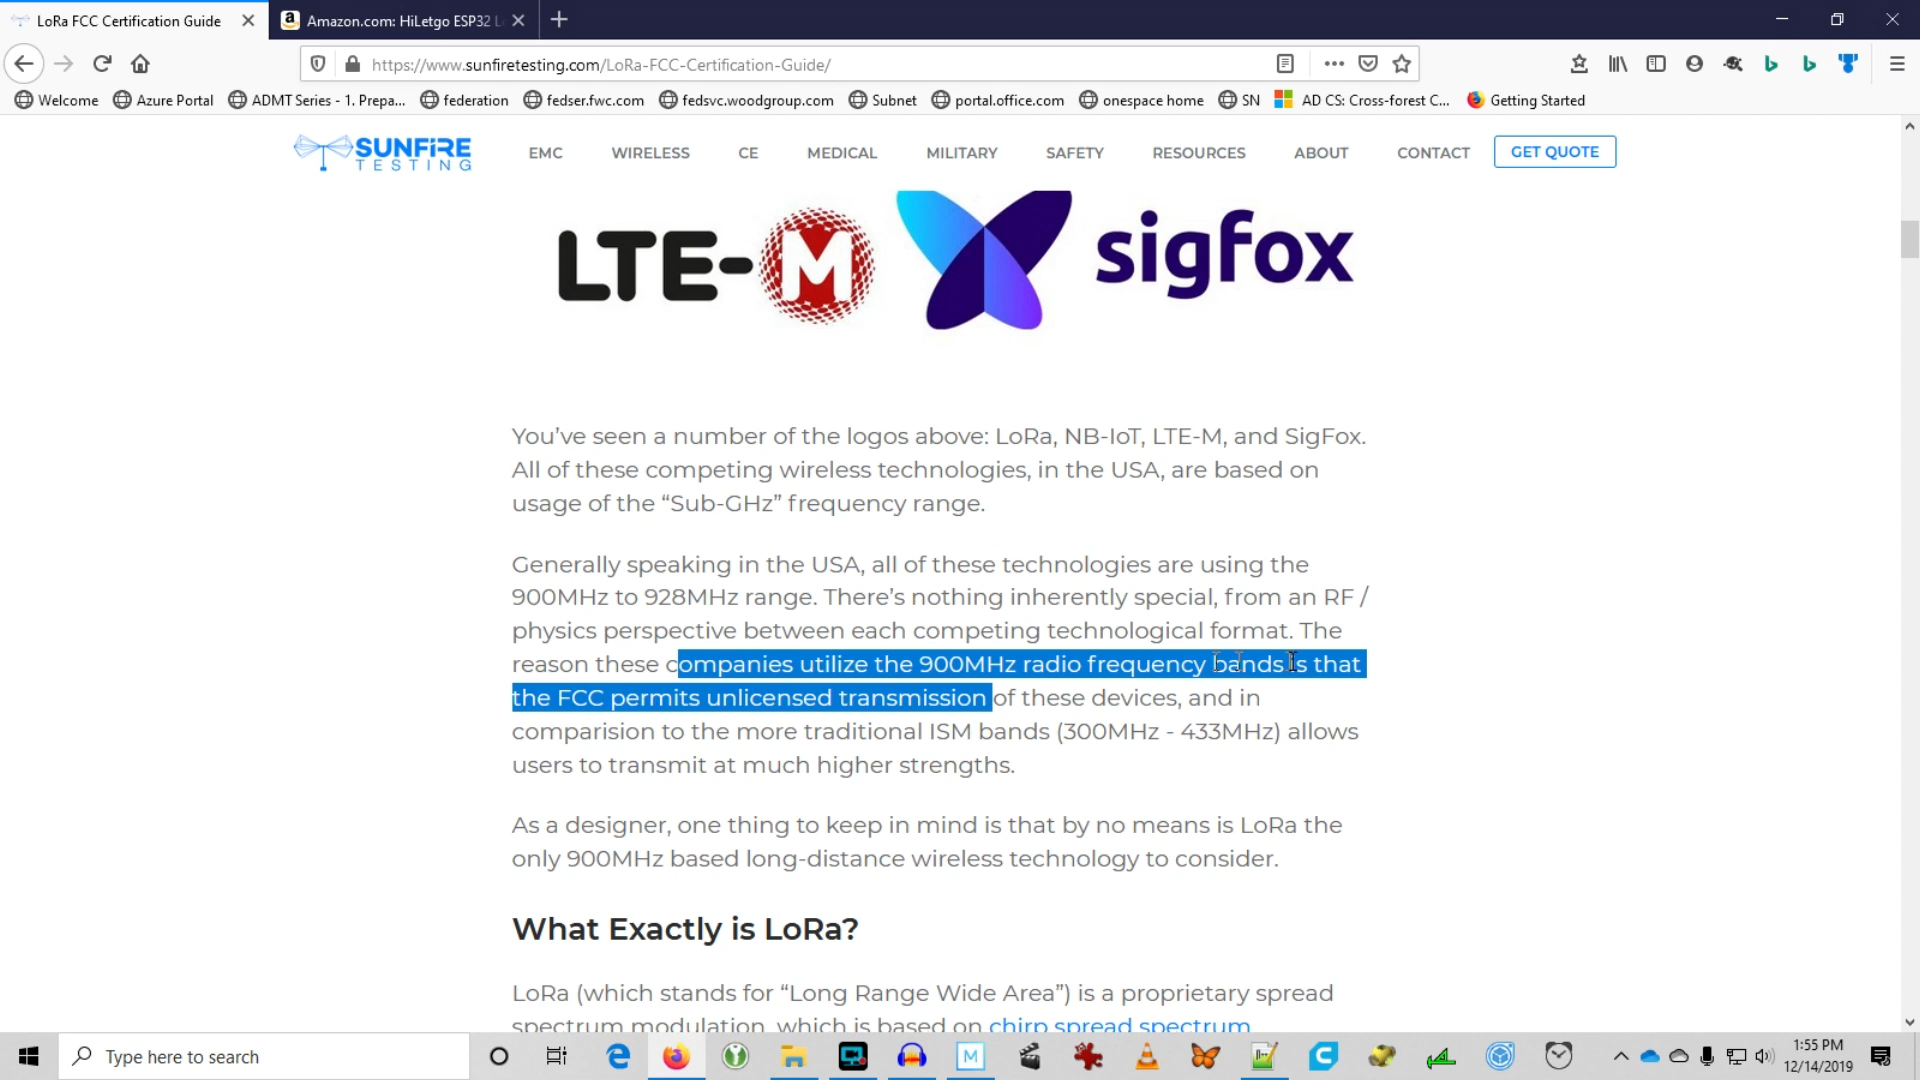 LoRa FCC Certification Guide
Amazon.com: HiLetgo ESP32 L
https://www.sunfiretesting.com/LoRa-FCC-Certification-Guide/
Welcome Azure Portal ADMT Series - 1. Prepa... federation fedser.fwc.com fedsvc.woodgroup.com Subnet portal.office.com onespace home SN AD CS: Cross-forest C... Getting Started
SUNFIRE
TESTING
EMC WIRELESS CE MEDICAL MILITARY SAFETY RESOURCES ABOUT CONTACT GET QUOTE
LTE-M sigfox
You’ve seen a number of the logos above: LoRa, NB-IoT, LTE-M, and SigFox.
All of these competing wireless technologies, in the USA, are based on
usage of the “Sub-GHz” frequency range.
Generally speaking in the USA, all of these technologies are using the
900MHz to 928MHz range. There’s nothing inherently special, from an RF /
physics perspective between each competing technological format. The
reason these companies utilize the 900MHz radio frequency bands is that
the FCC permits unlicensed transmission of these devices, and in
comparision to the more traditional ISM bands (300MHz - 433MHz) allows
users to transmit at much higher strengths.
As a designer, one thing to keep in mind is that by no means is LoRa the
only 900MHz based long-distance wireless technology to consider.
What Exactly is LoRa?
LoRa (which stands for “Long Range Wide Area”) is a proprietary spread
spectrum modulation, which is based on chirp spread spectrum
Type here to search
1:55 PM
12/14/2019